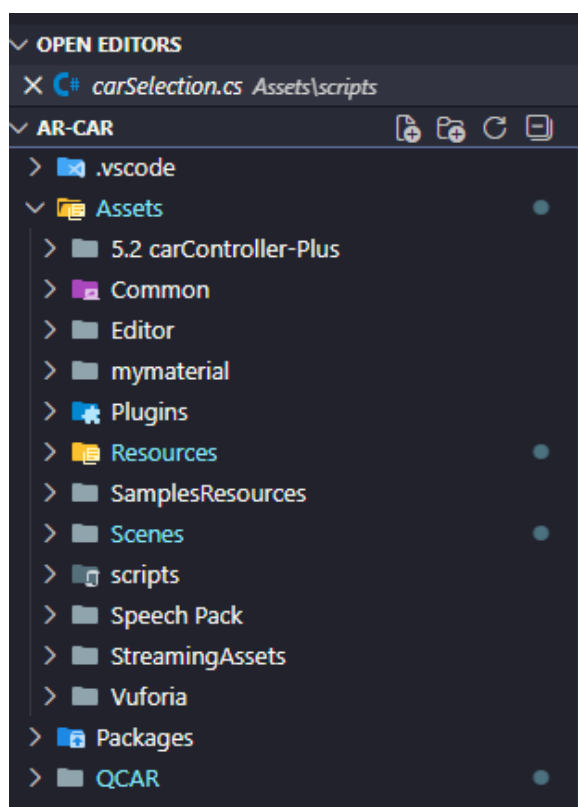 OPEN EDITORS
carSelection.cs Assets\scripts
AR-CAR
.vscode
Assets
5.2 carController-Plus
Common
Editor
mymaterial
Plugins
Resources
SamplesResources
Scenes
scripts
Speech Pack
StreamingAssets
Vuforia
Packages
QCAR